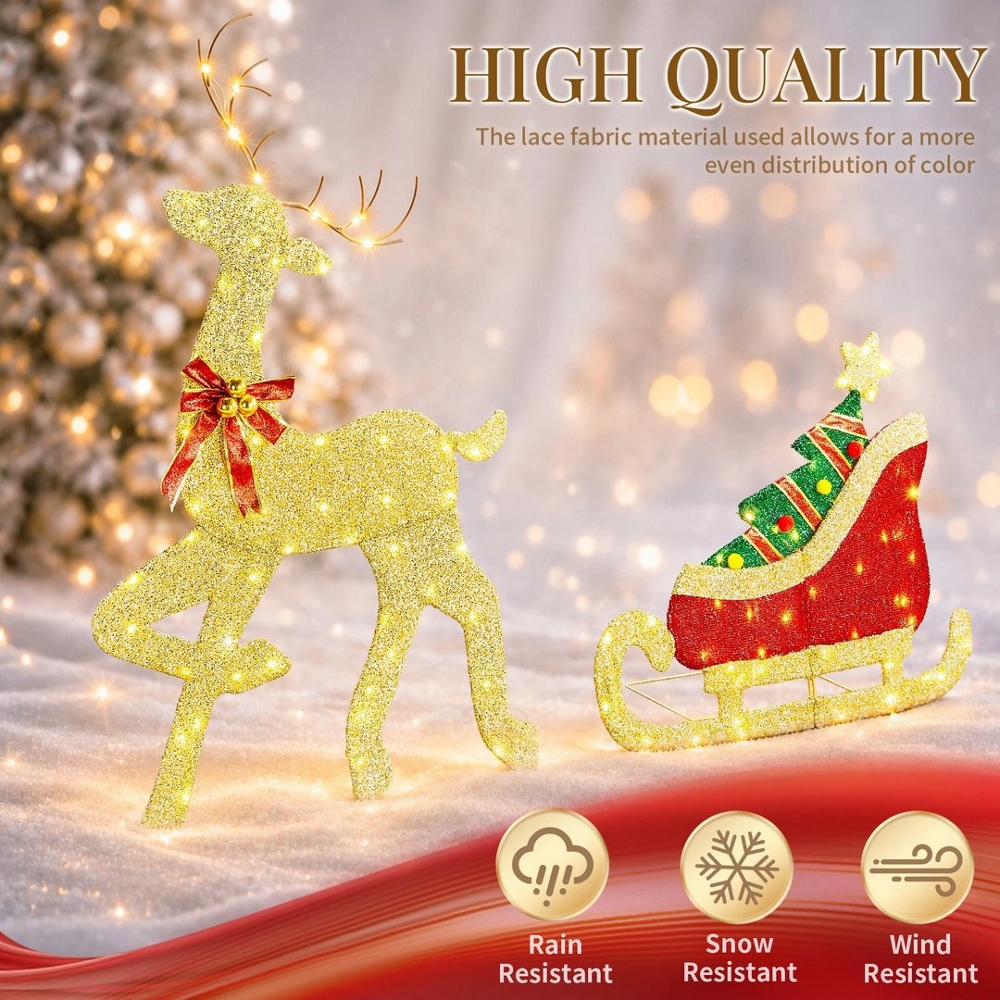 HIGH QUALITY
The lace fabric material used allows for a more
even distribution of color
Rain
Resistant
Snow
Resistant
Wind
Resistant